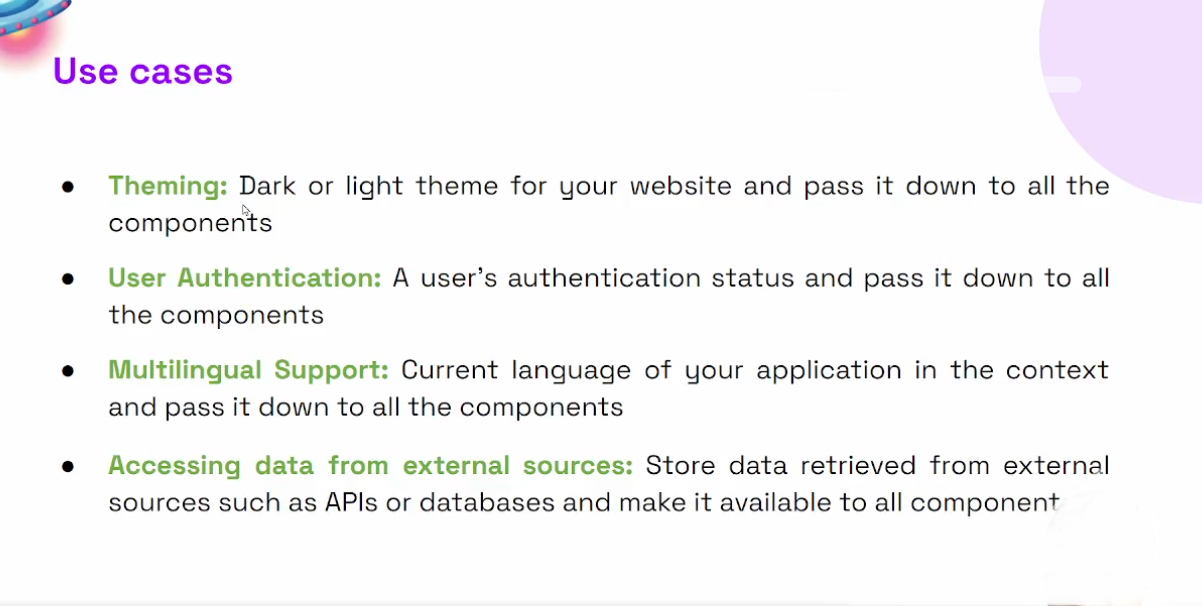 Use cases
● Theming: Dark or light theme for your website and pass it down to all the
components
● User Authentication: A user's authentication status and pass it down to all
the components
● Multilingual Support: Current language of your application in the context
and pass it down to all the components
● Accessing data from external sources: Store data retrieved from external
sources such as APIs or databases and make it available to all component